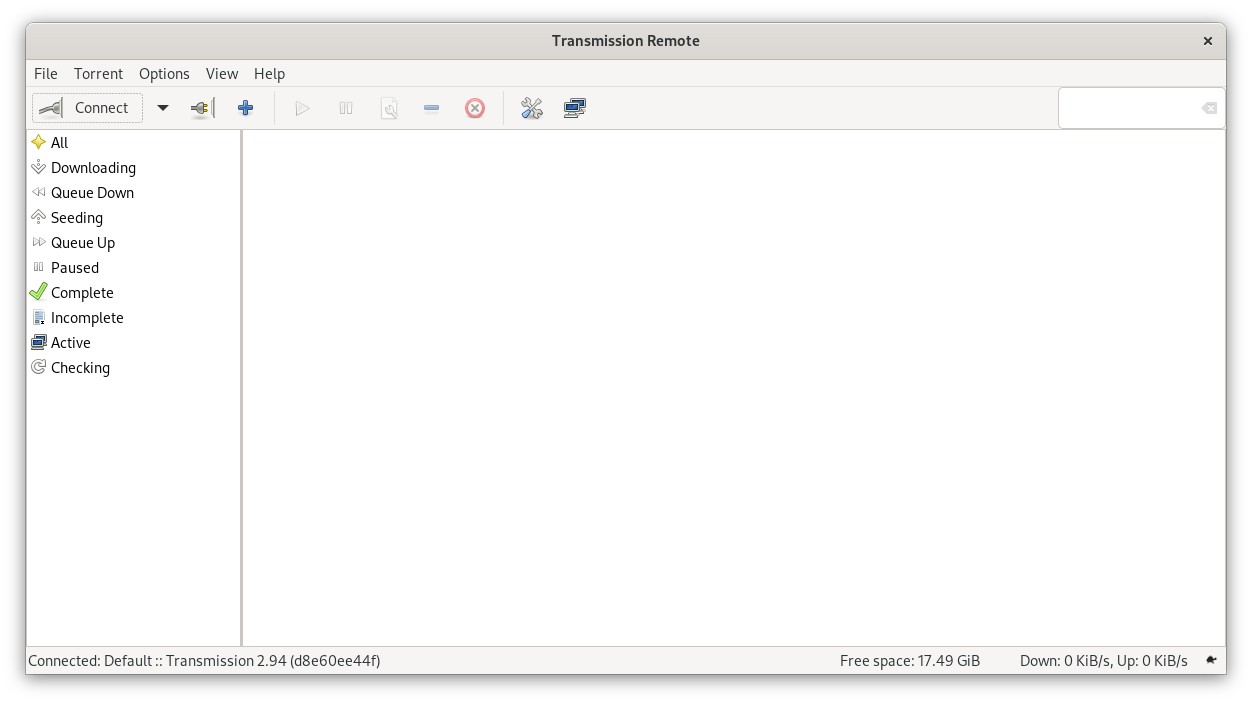 Transmission Remote
File Torrent Options View Help
Connect
All
Downloading
Queue Down
Seeding
Queue Up
Paused
Complete
Incomplete
Active
Checking
Connected: Default :: Transmission 2.94 (d8e60ee44f) Free space: 17.49 GiB Down: 0 KiB/s, Up: 0 KiB/s